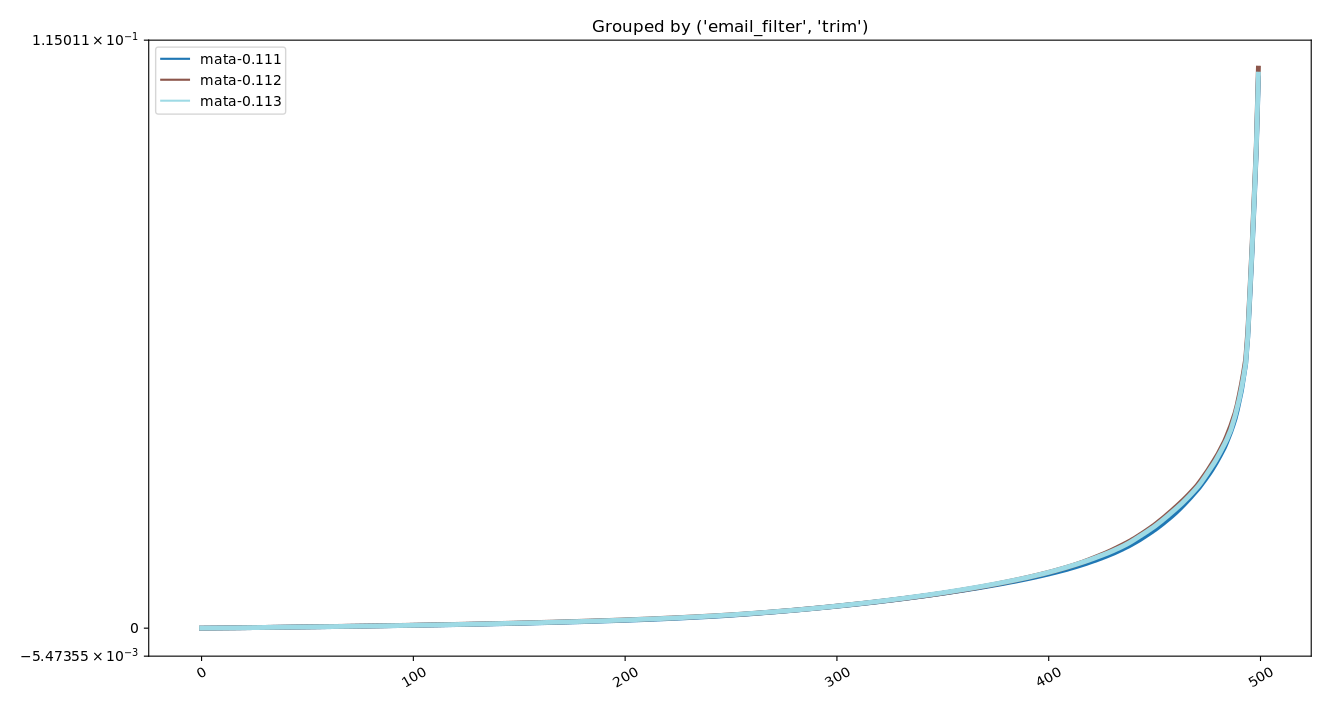 Grouped by ('email_filter', 'trim')
1.15011 × 10⁻¹
mata-0.111
mata-0.112
mata-0.113
0
−5.47355 × 10⁻³
0
100
200
300
400
500